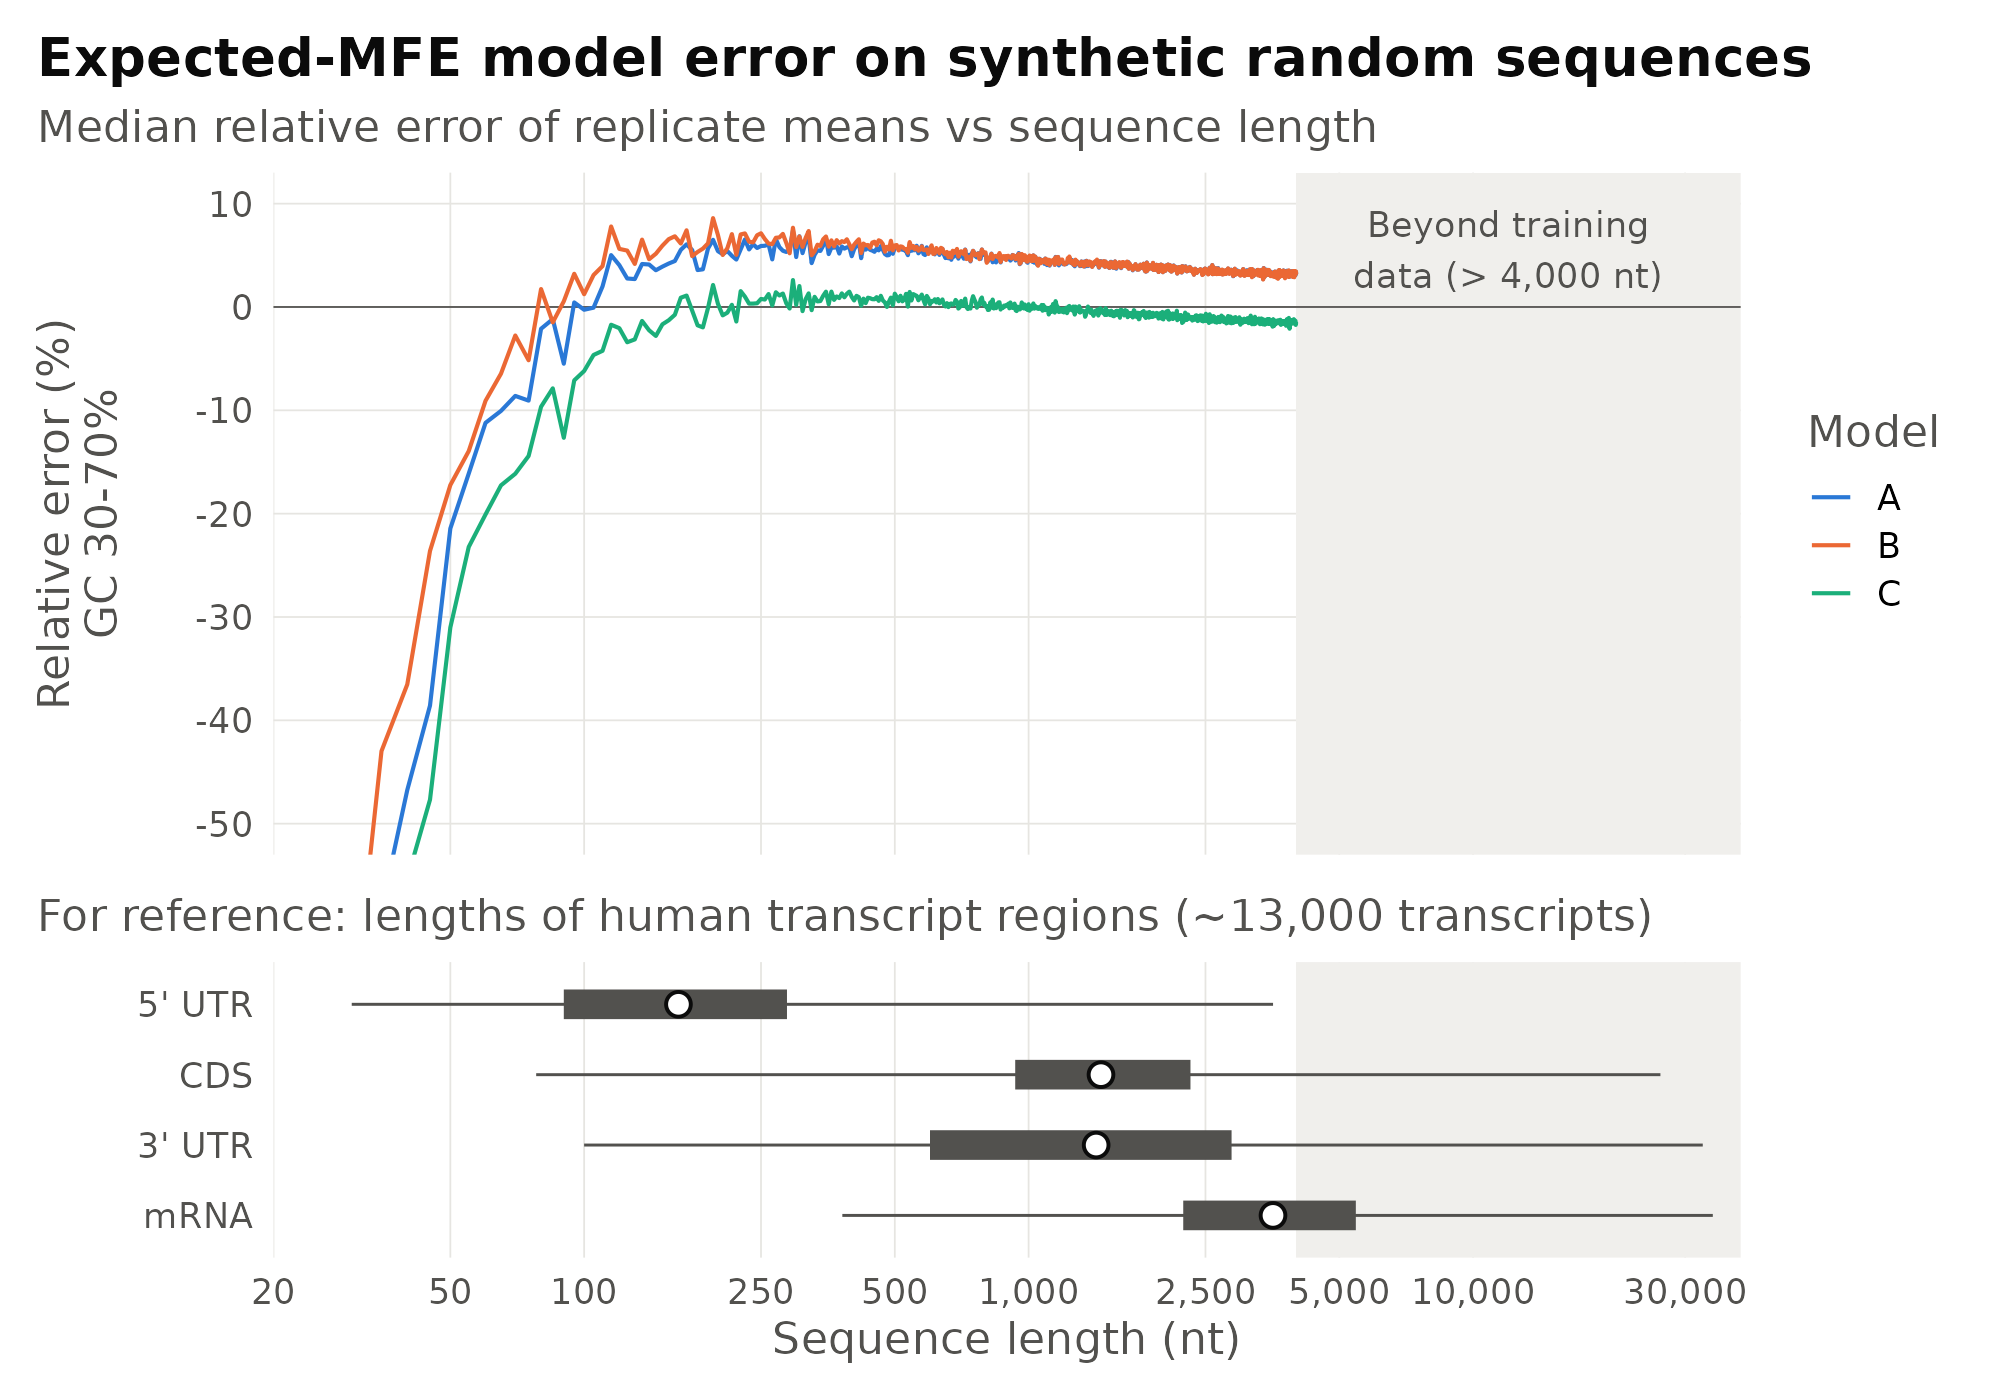 Expected-MFE model error on synthetic random sequences
Median relative error of replicate means vs sequence length
Relative error (%)
GC 30-70%
10
0
-10
-20
-30
-40
-50
Beyond training
data (> 4,000 nt)
Model
A
B
C
For reference: lengths of human transcript regions (~13,000 transcripts)
5' UTR
CDS
3' UTR
mRNA
20 50 100 250 500 1,000 2,500 5,000 10,000 30,000
Sequence length (nt)